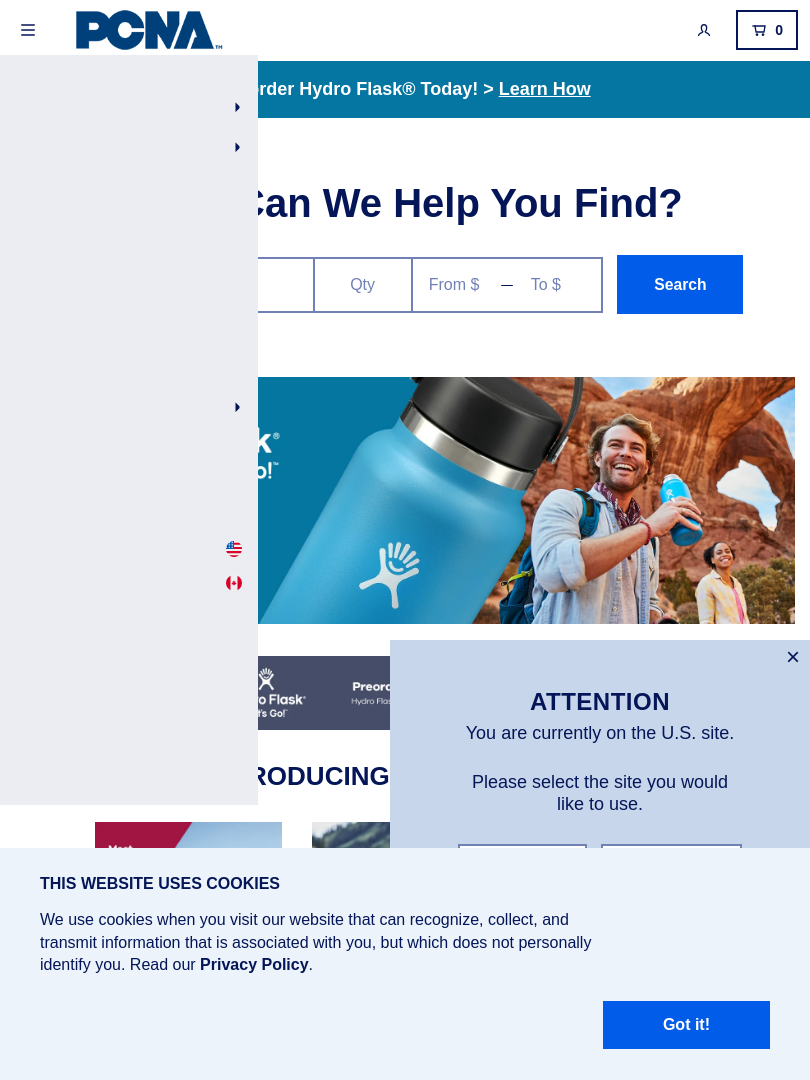 PCNA™
0
order Hydro Flask® Today! > Learn How
Can We Help You Find?
Qty
From $ — To $
Search
k®
o!™
Flask®
Go!™
Hydro
RODUCING
ATTENTION
You are currently on the U.S. site.
Please select the site you would
like to use.
THIS WEBSITE USES COOKIES
We use cookies when you visit our website that can recognize, collect, and
transmit information that is associated with you, but which does not personally
identify you. Read our Privacy Policy.
Got it!